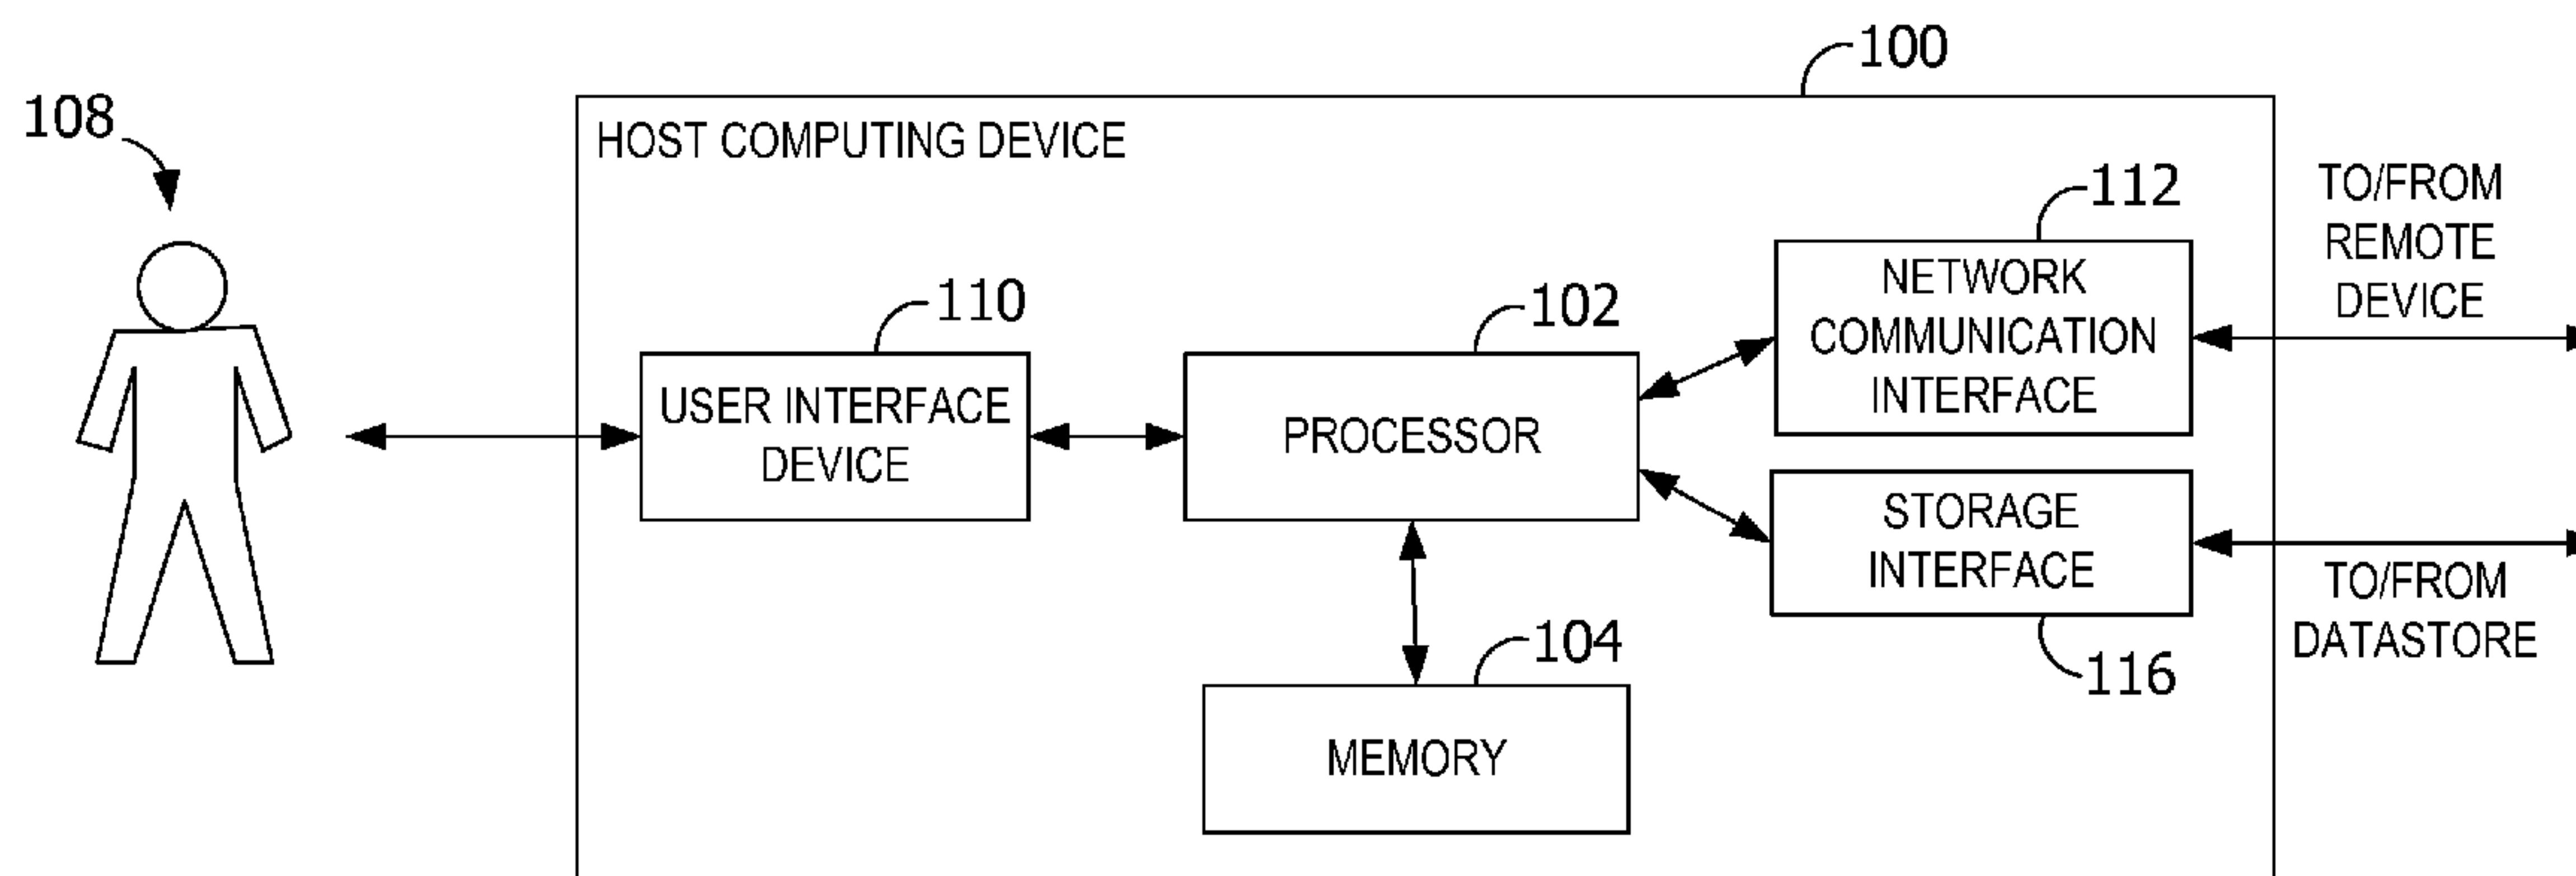 100
108
HOST COMPUTING DEVICE
112
TO/FROM
REMOTE
DEVICE
110
102
NETWORK
COMMUNICATION
INTERFACE
USER INTERFACE
DEVICE
PROCESSOR
STORAGE
INTERFACE
TO/FROM
DATASTORE
104
116
MEMORY